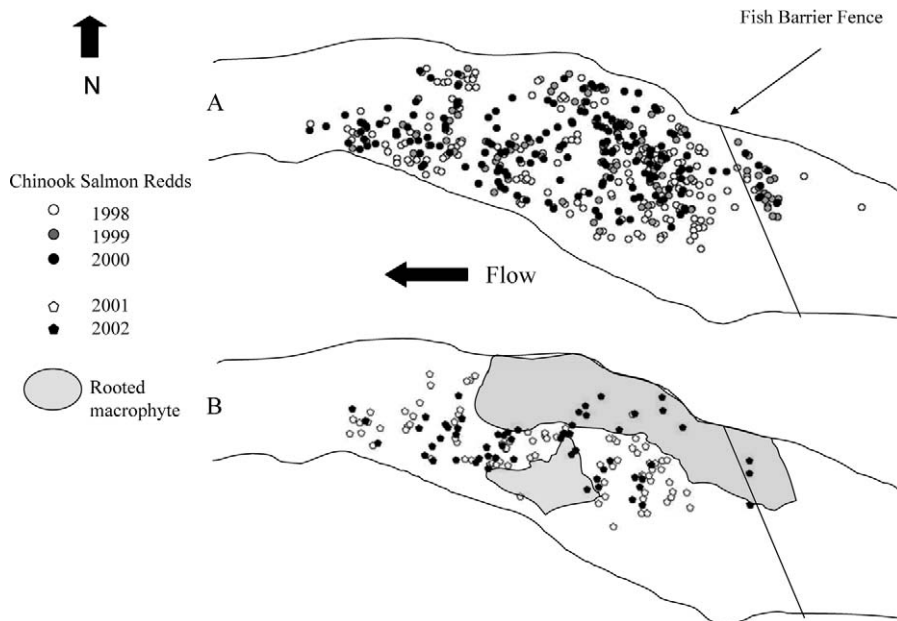 Fish Barrier Fence
N
A
Chinook Salmon Redds
1998
1999
2000
Flow
2001
2002
Rooted
macrophyte
B